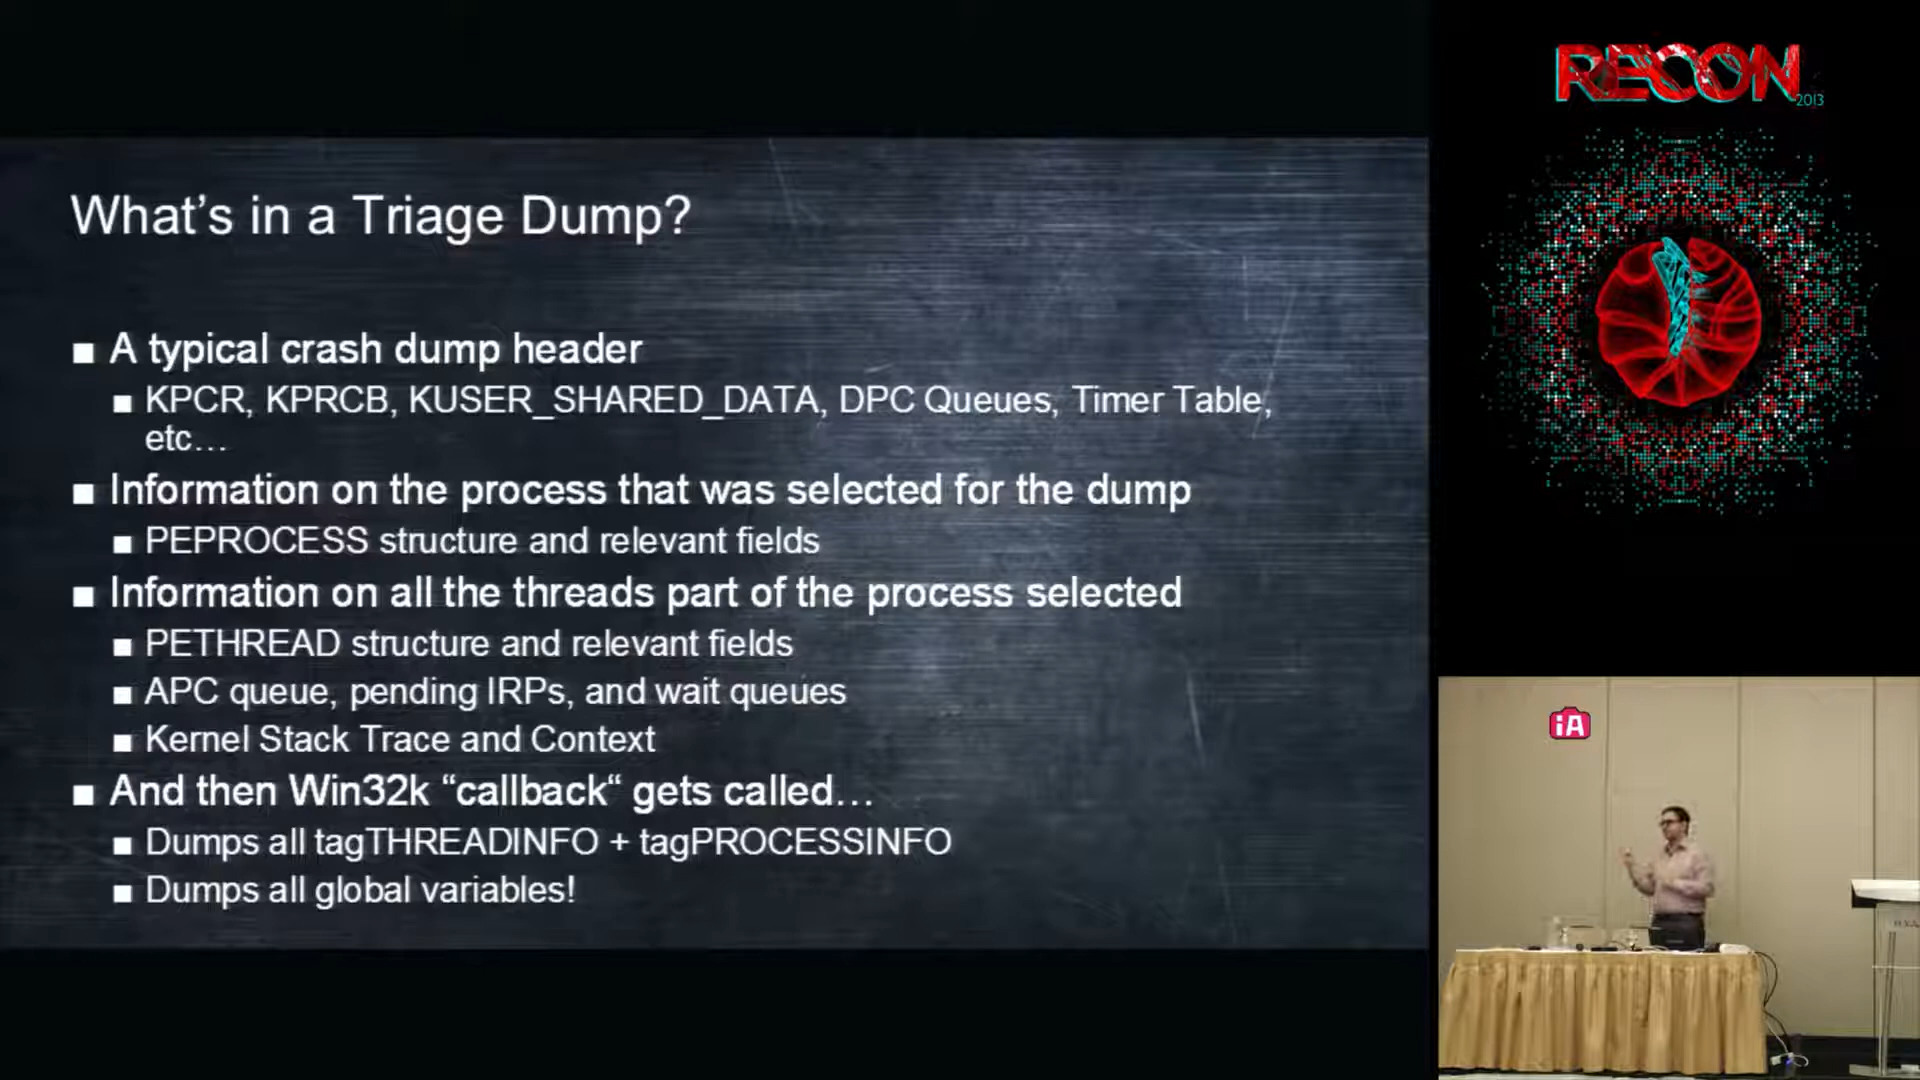 What's in a Triage Dump?
■ A typical crash dump header
■ KPCR, KPRCB, KUSER_SHARED_DATA, DPC Queues, Timer Table,
etc...
■ Information on the process that was selected for the dump
■ PEPROCESS structure and relevant fields
■ Information on all the threads part of the process selected
■ PETHREAD structure and relevant fields
■ APC queue, pending IRPs, and wait queues
■ Kernel Stack Trace and Context
■ And then Win32k “callback“ gets called...
■ Dumps all tagTHREADINFO + tagPROCESSINFO
■ Dumps all global variables!
RECON
2013
iA